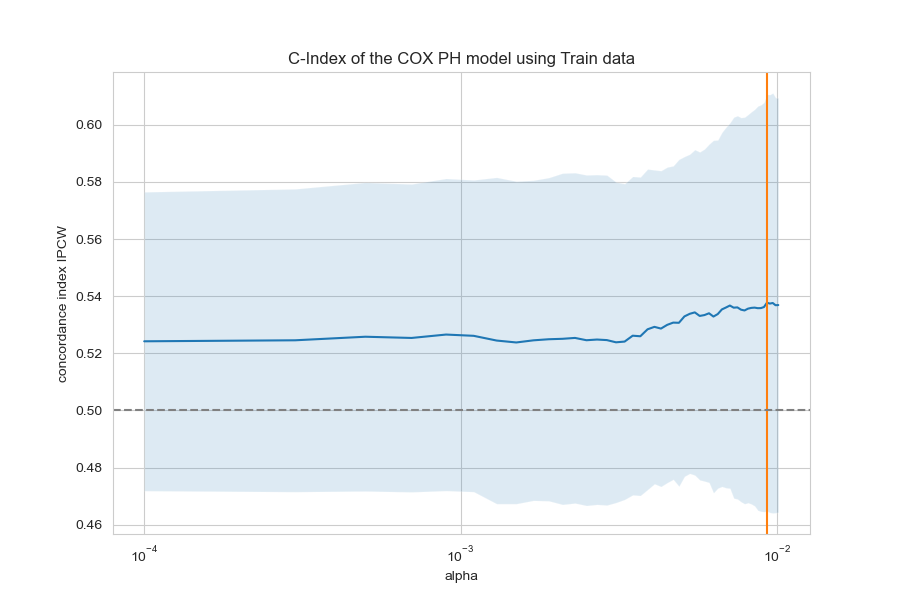 C-Index of the COX PH model using Train data
concordance index IPCW
0.60
0.58
0.56
0.54
0.52
0.50
0.48
0.46
10⁻⁴ 10⁻³ 10⁻²
alpha